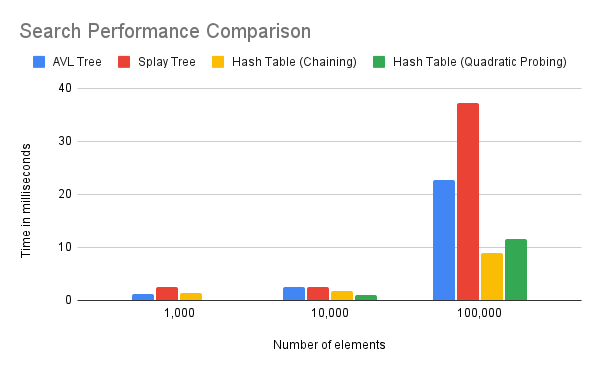 Search Performance Comparison
AVL Tree Splay Tree Hash Table (Chaining) Hash Table (Quadratic Probing)
40
30
20
10
0
Time in milliseconds
1,000 10,000 100,000
Number of elements